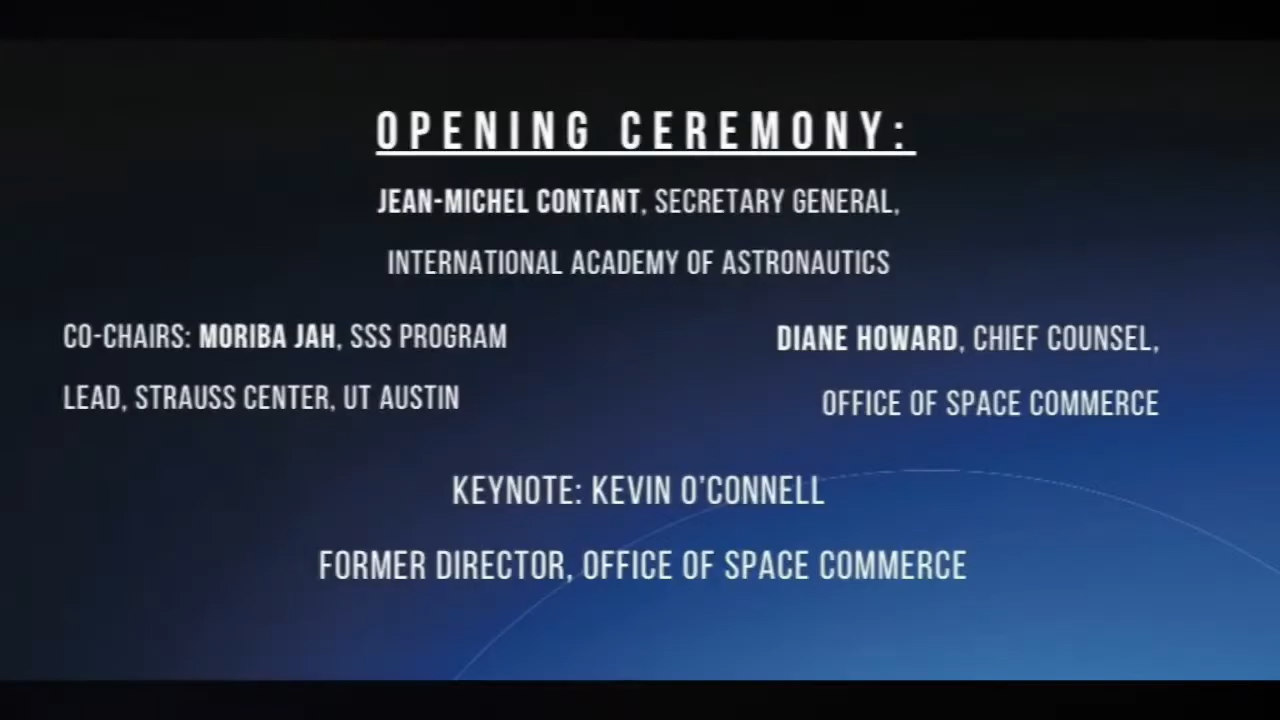 OPENING CEREMONY:
JEAN-MICHEL CONTANT, SECRETARY GENERAL,
INTERNATIONAL ACADEMY OF ASTRONAUTICS
CO-CHAIRS: MORIBA JAH, SSS PROGRAM
LEAD, STRAUSS CENTER, UT AUSTIN
DIANE HOWARD, CHIEF COUNSEL,
OFFICE OF SPACE COMMERCE
KEYNOTE: KEVIN O'CONNELL
FORMER DIRECTOR, OFFICE OF SPACE COMMERCE